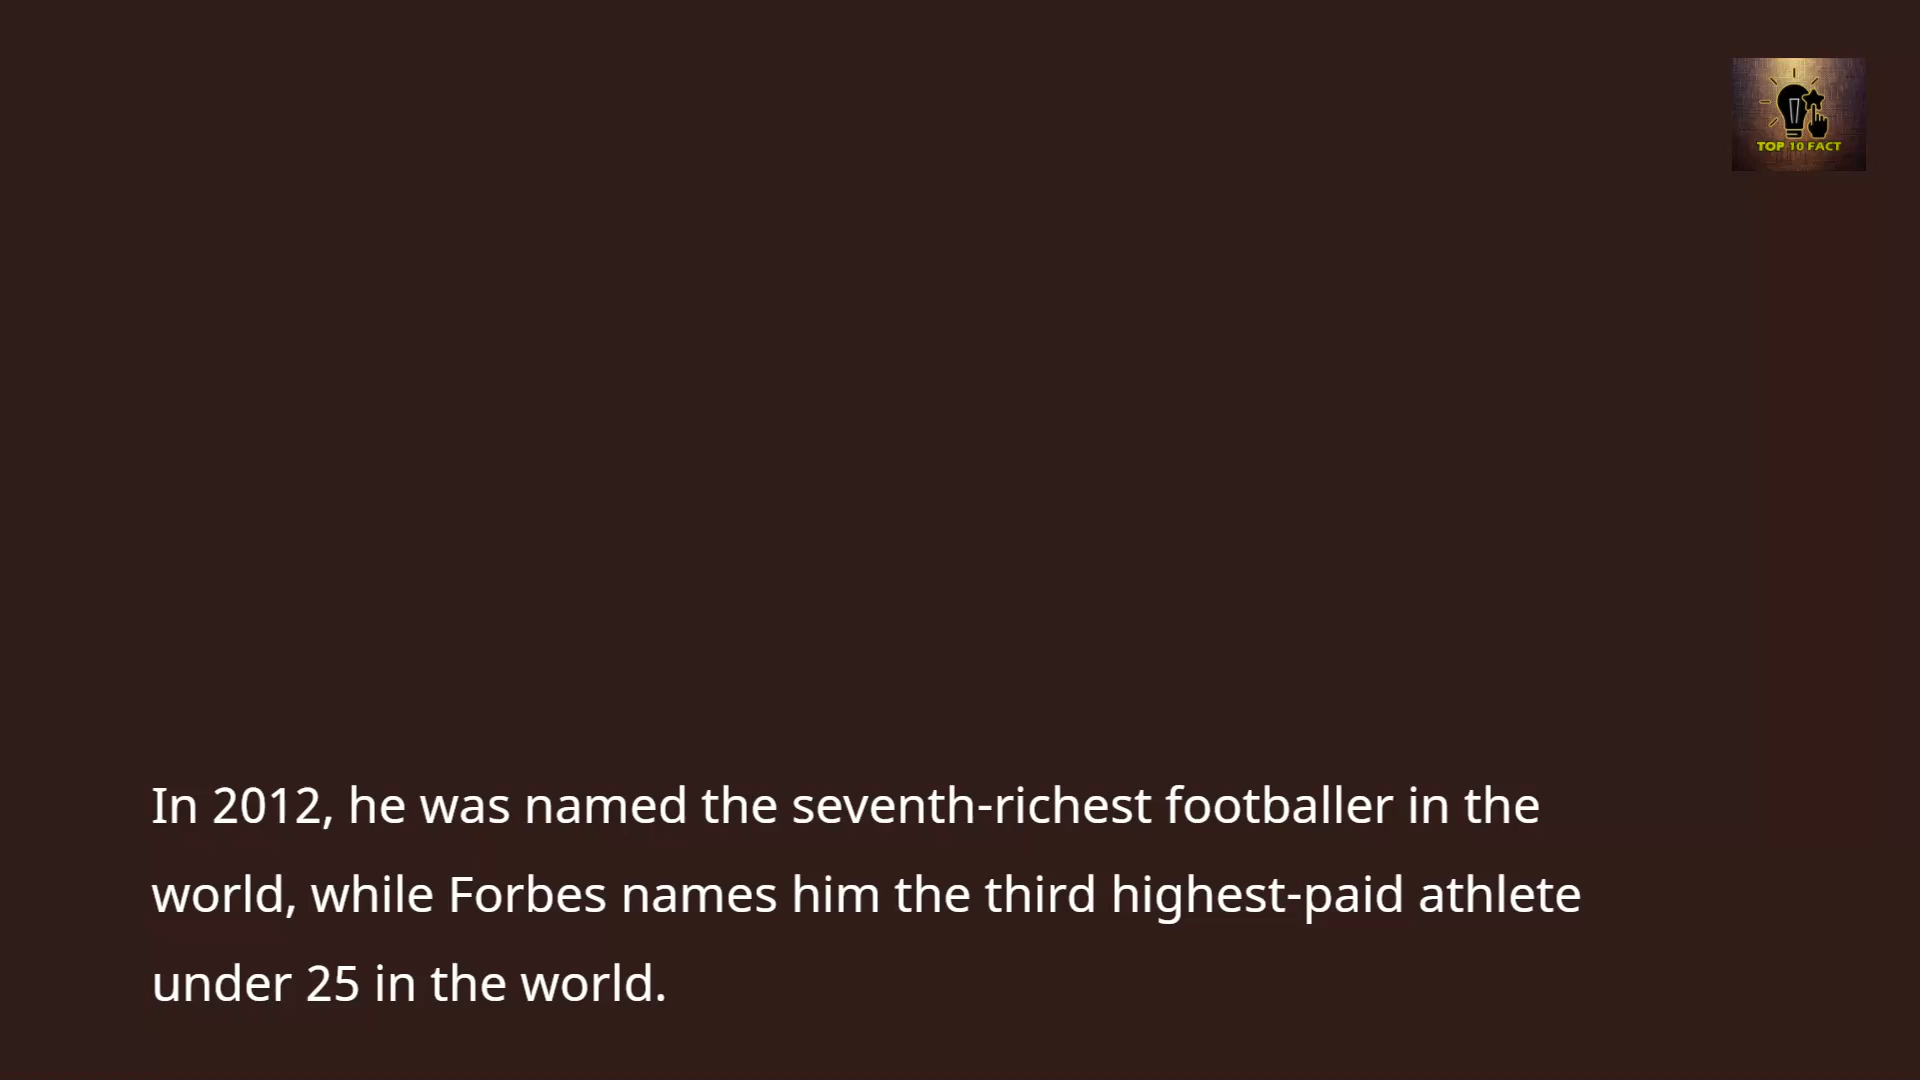 TOP 10 FACT
In 2012, he was named the seventh-richest footballer in the
world, while Forbes names him the third highest-paid athlete
under 25 in the world.